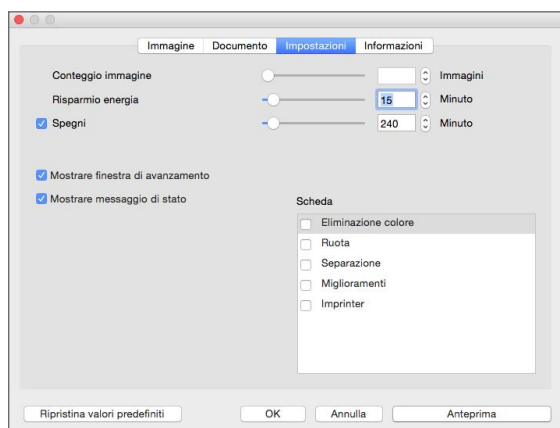 Immagine Documento Impostazioni Informazioni
Conteggio immagine Immagini
Risparmio energia 15 Minuto
Spegni 240 Minuto
Mostrare finestra di avanzamento
Mostrare messaggio di stato
Scheda
Eliminazione colore
Ruota
Separazione
Miglioramenti
Imprinter
Ripristina valori predefiniti OK Annulla Anteprima